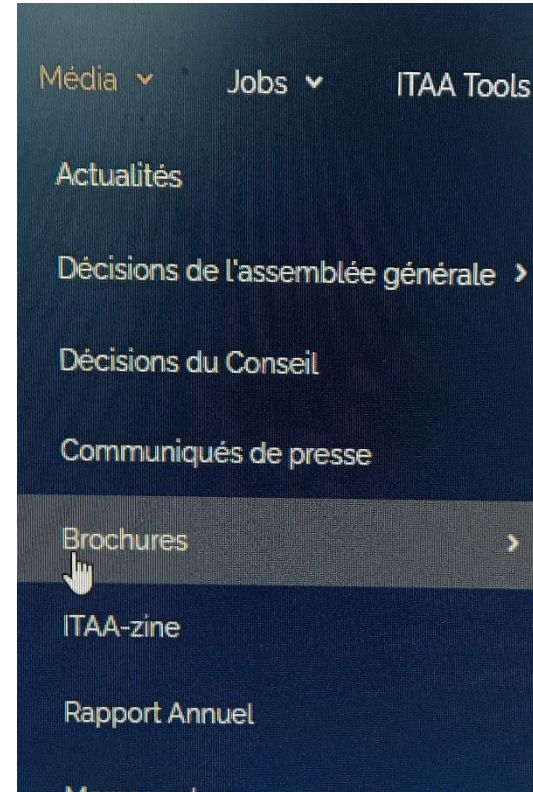 Média Jobs ITAA Tools
Actualités
Décisions de l'assemblée générale
Décisions du Conseil
Communiqués de presse
Brochures
ITAA-zine
Rapport Annuel